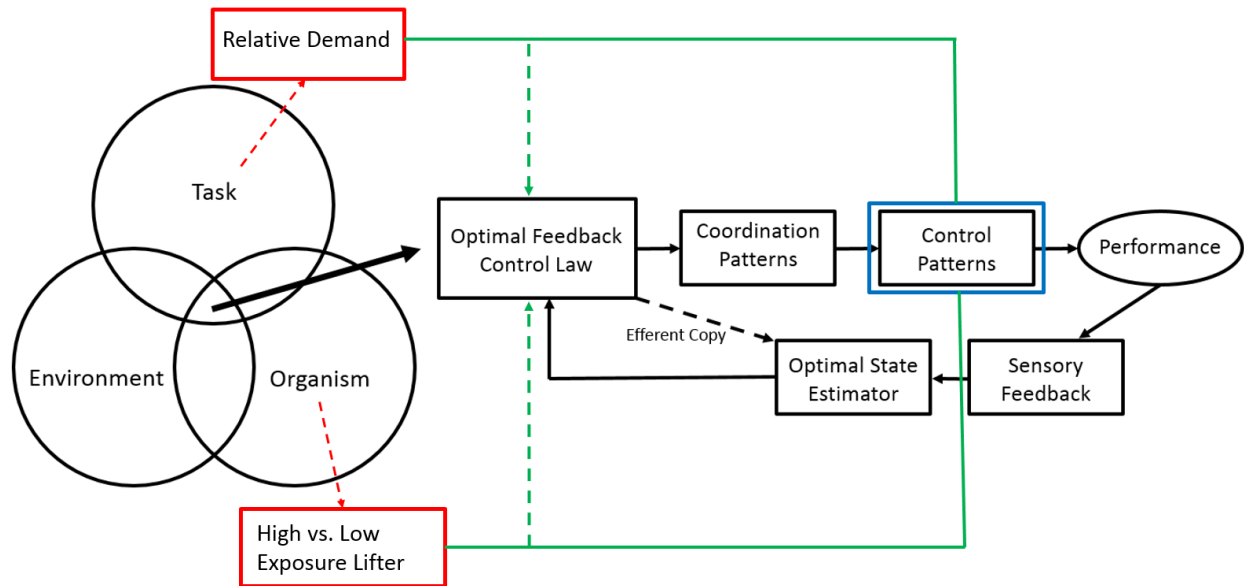 Relative Demand
Task
Environment
Organism
High vs. Low
Exposure Lifter
Optimal Feedback
Control Law
Coordination
Patterns
Control
Patterns
Performance
Efferent Copy
Optimal State
Estimator
Sensory
Feedback